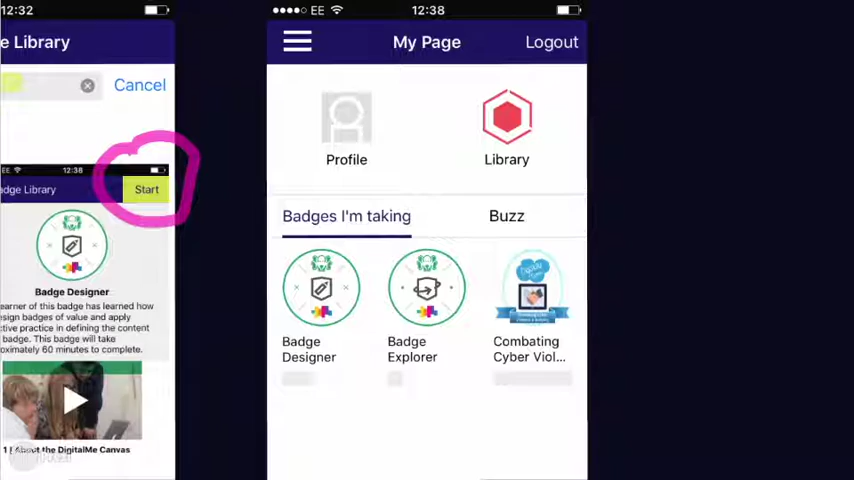 12:32
e Library
Cancel
EE 12:38
adge Library
Start
Badge Designer
earner of this badge has learned how
sign badges of value and apply
ctive practice in defining the content
badge. This badge will take
oximately 60 minutes to complete.
1 | About the DigitalMe Canvas
EE 12:38
My Page
Logout
Profile
Library
Badges I'm taking
Buzz
Badge
Designer
Badge
Explorer
Combating
Cyber Viol...